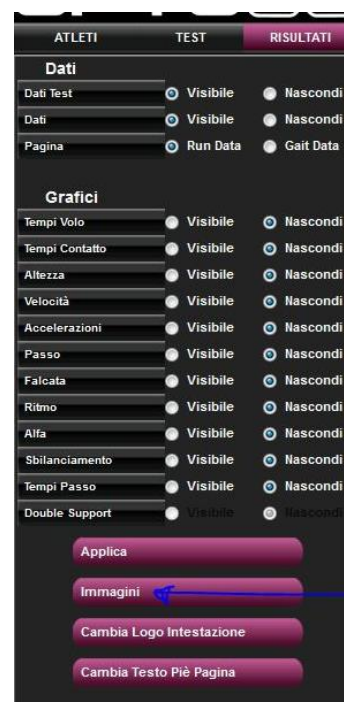 ATLETI TEST RISULTATI
Dati
Dati Test Visibile Nascondi
Dati Visibile Nascondi
Pagina Run Data Gait Data
Grafici
Tempi Volo Visibile Nascondi
Tempi Contatto Visibile Nascondi
Altezza Visibile Nascondi
Velocità Visibile Nascondi
Accelerazioni Visibile Nascondi
Passo Visibile Nascondi
Falcata Visibile Nascondi
Ritmo Visibile Nascondi
Alfa Visibile Nascondi
Sbilanciamento Visibile Nascondi
Tempi Passo Visibile Nascondi
Double Support Visibile Nascondi
Applica
Immagini
Cambia Logo Intestazione
Cambia Testo Piè Pagina